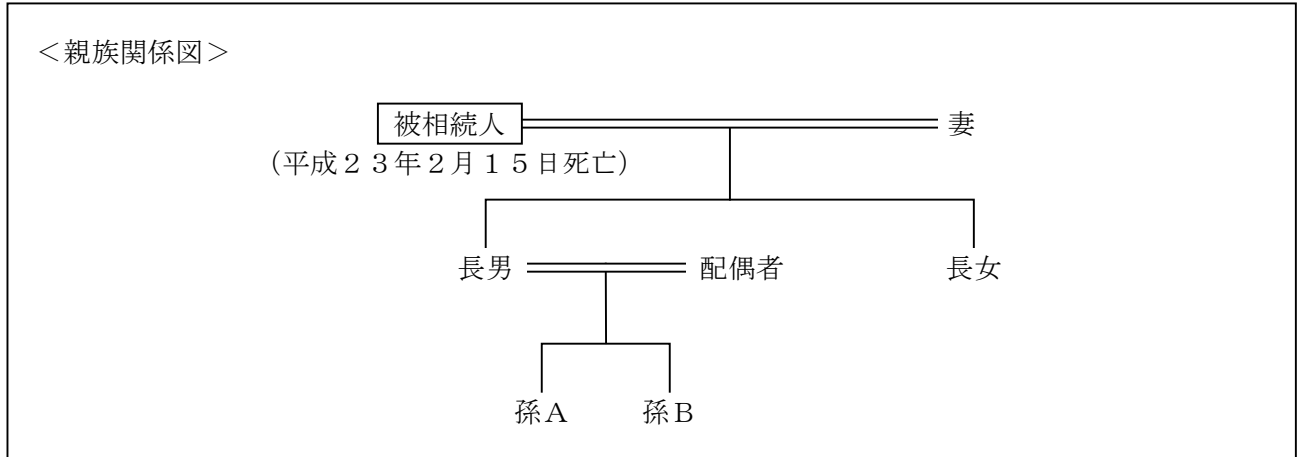 ＜親族関係図＞
被相続人 妻
（平成２３年２月１５日死亡）
長男 配偶者 長女
孫Ａ 孫Ｂ